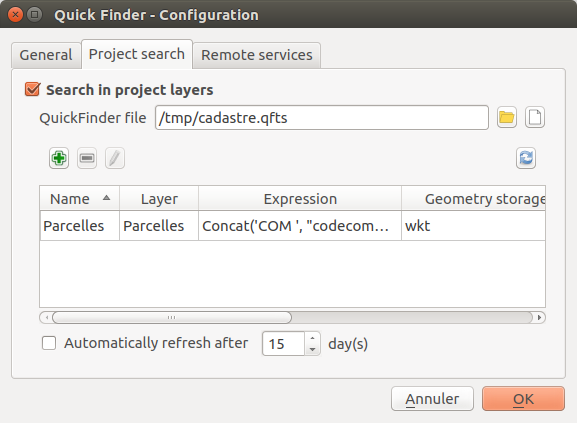 Quick Finder - Configuration
General Project search Remote services
Search in project layers
QuickFinder file /tmp/cadastre.qfts
Name Layer Expression Geometry storage
Parcelles Parcelles Concat('COM ', "codecom... wkt
Automatically refresh after 15 day(s)
Annuler OK